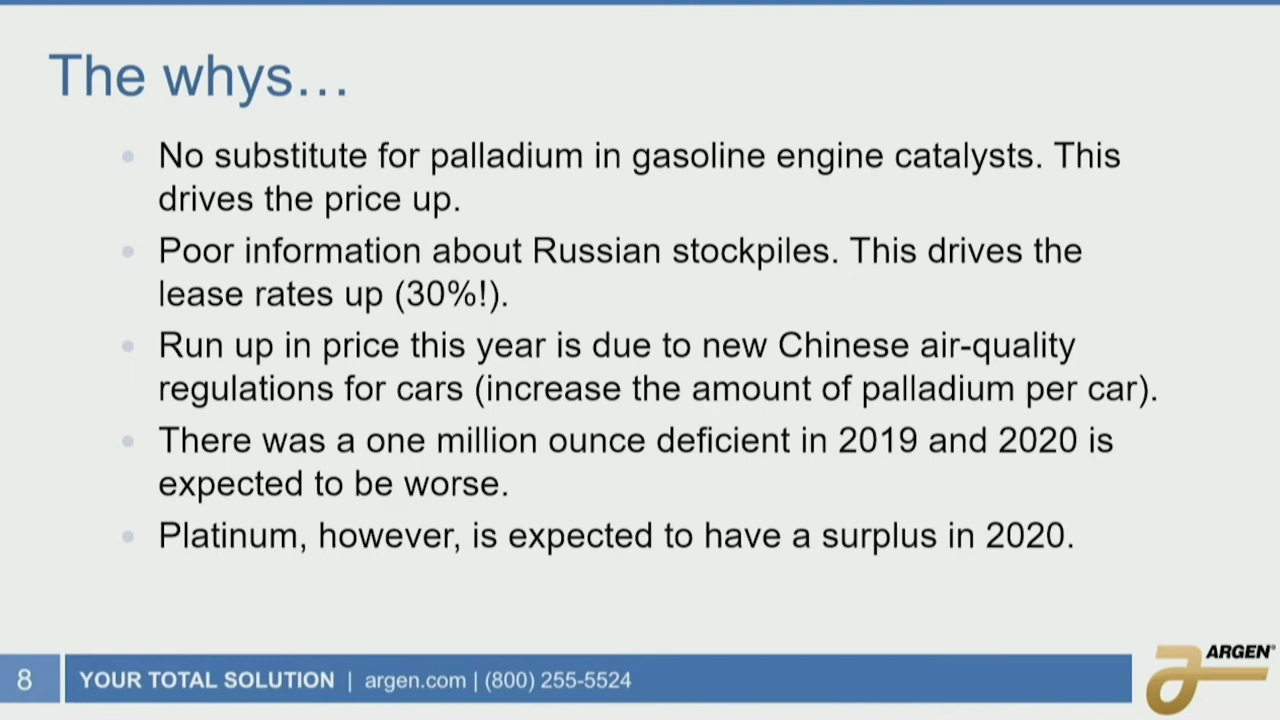 The whys…
No substitute for palladium in gasoline engine catalysts. This
drives the price up.
Poor information about Russian stockpiles. This drives the
lease rates up (30%!).
Run up in price this year is due to new Chinese air-quality
regulations for cars (increase the amount of palladium per car).
There was a one million ounce deficient in 2019 and 2020 is
expected to be worse.
Platinum, however, is expected to have a surplus in 2020.
8
YOUR TOTAL SOLUTION | argen.com | (800) 255-5524
ARGEN®